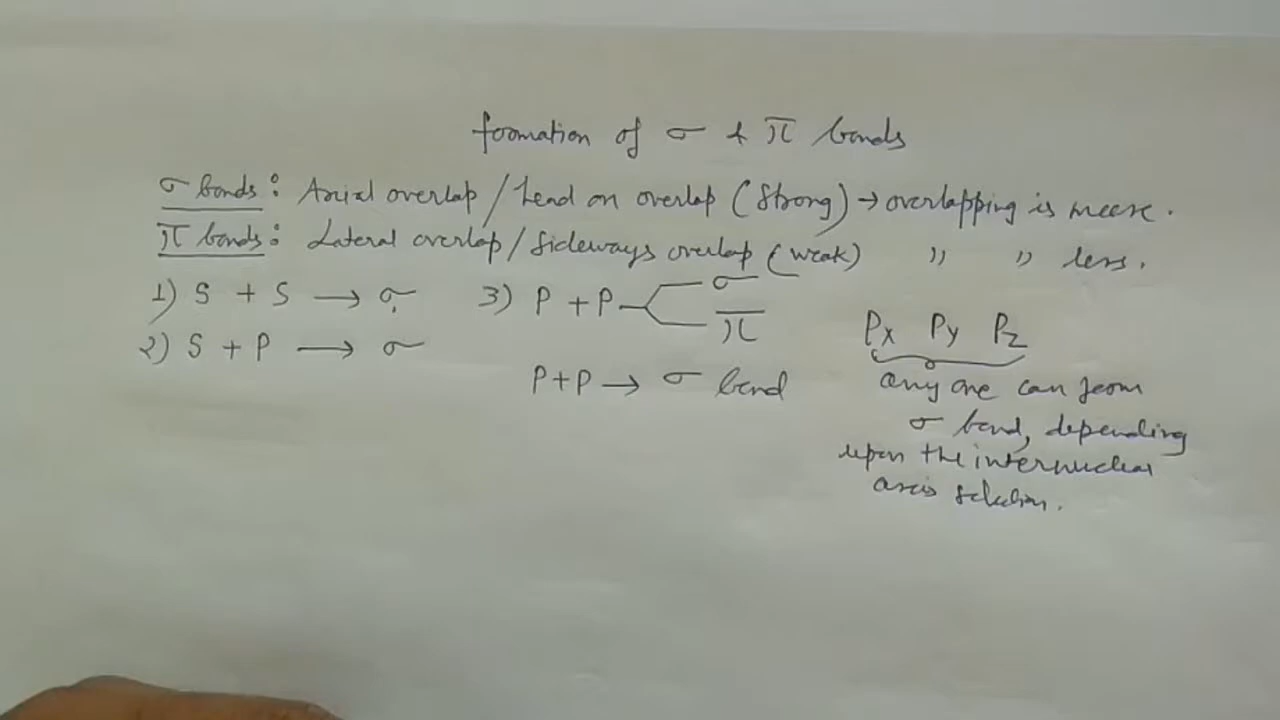 formation of σ & π bonds
σ bonds: Axial overlap / head on overlap (strong) → overlapping is more.
π bonds: Lateral overlap / sideways overlap (weak) " " less.
1) S + S → σ
2) S + P → σ
3) P + P σ
π
P+P → σ bond
Px Py Pz
any one can form
σ bond, depending
upon the internuclear
axis selection.